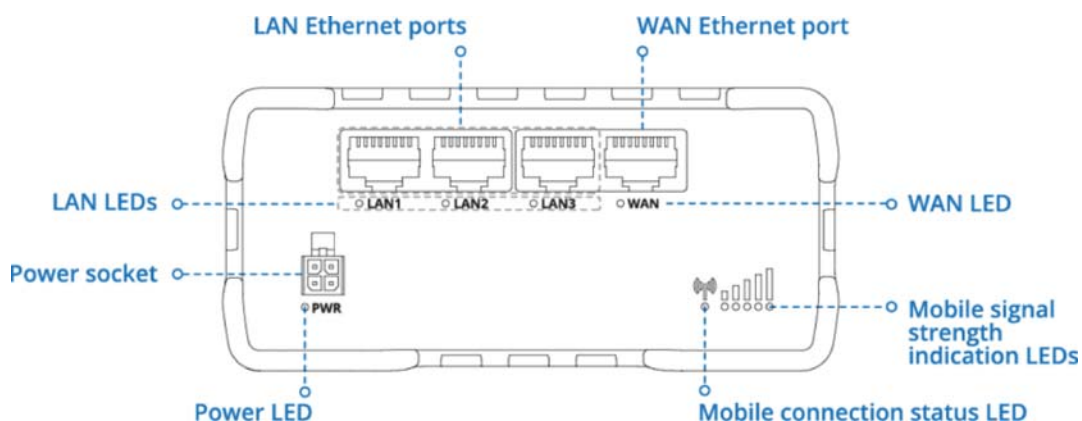 LAN Ethernet ports
WAN Ethernet port
LAN LEDs
LAN1
LAN2
LAN3
WAN
WAN LED
Power socket
PWR
Mobile signal
strength
indication LEDs
Power LED
Mobile connection status LED